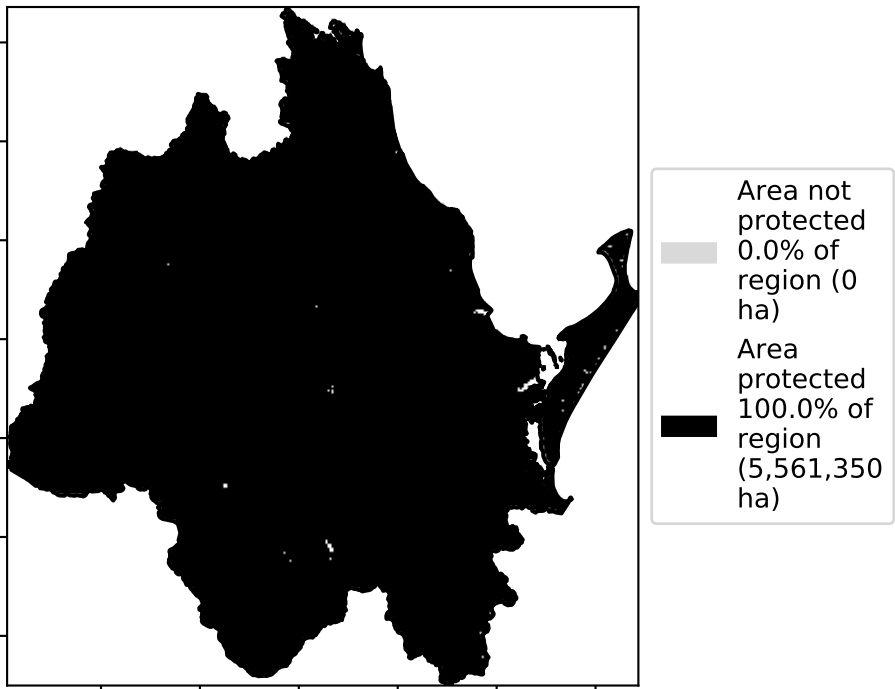 Area not
protected
0.0% of
region (0
ha)
Area
protected
100.0% of
region
(5,561,350
ha)